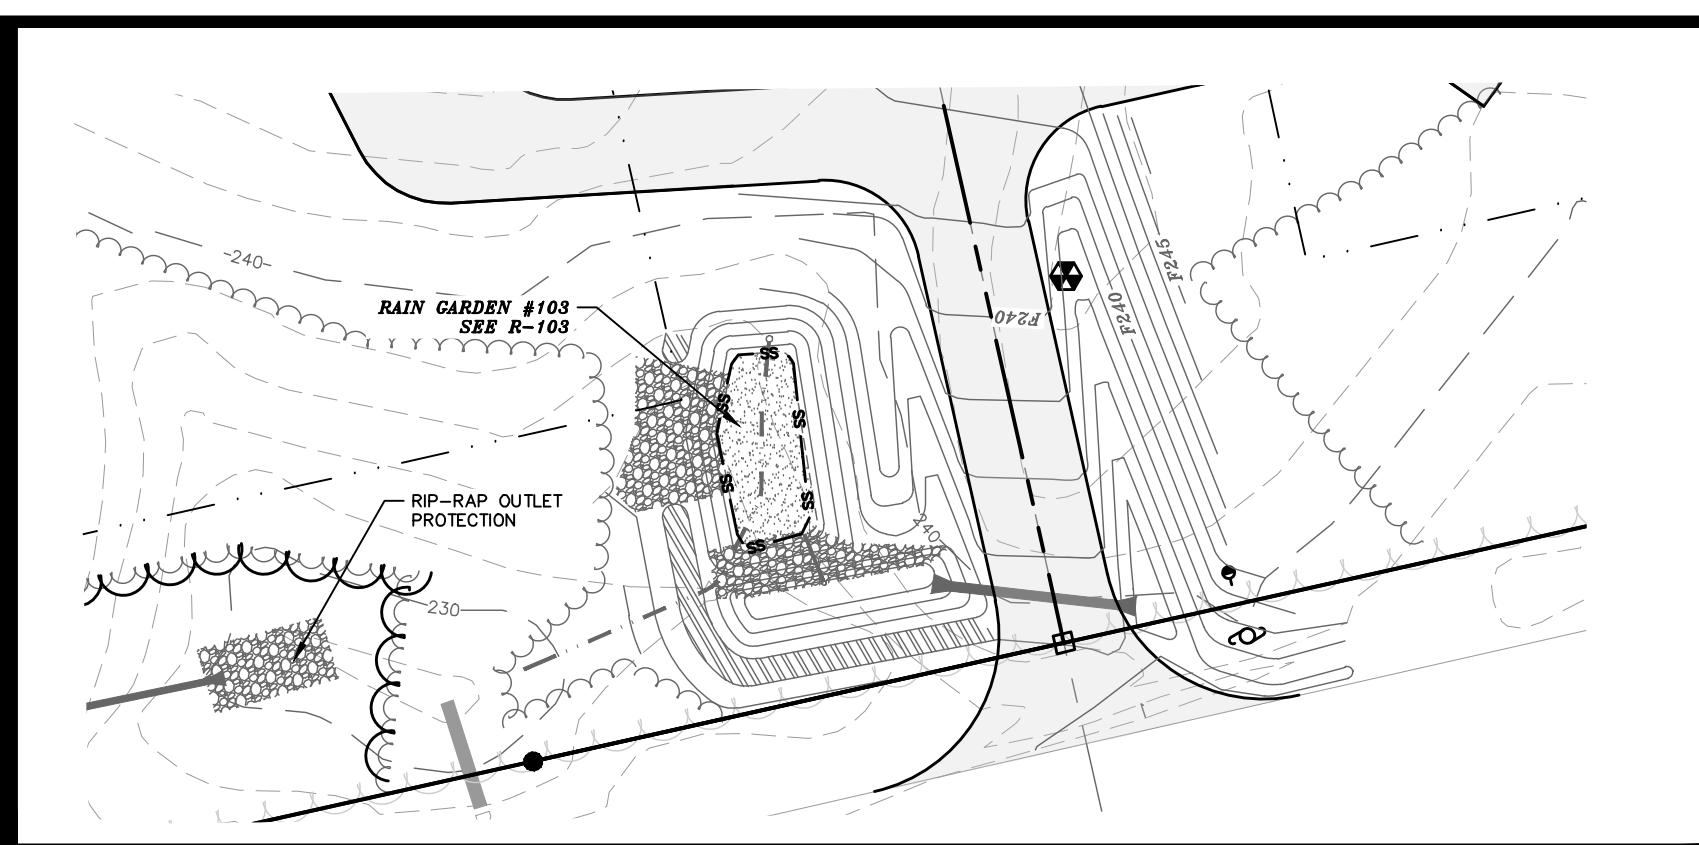 -240-
F245
F240
F240
RAIN GARDEN #103
SEE R-103
SS
SS
SS
RIP-RAP OUTLET
PROTECTION
SS
SS
240
SS
-230